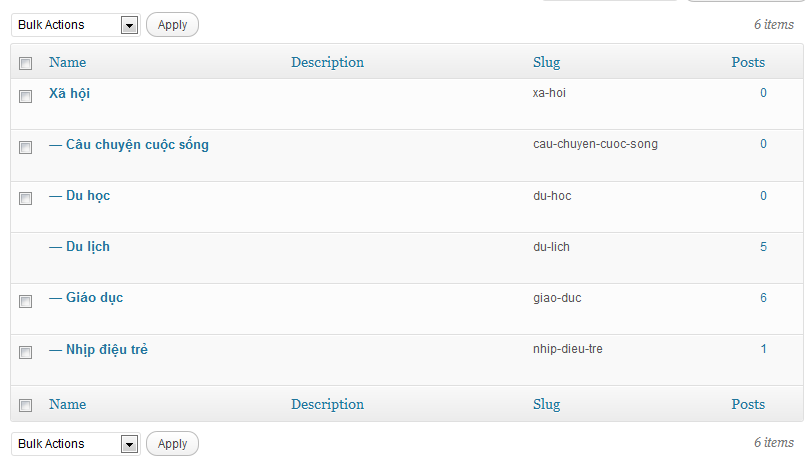 Bulk Actions Apply 6 items
Name Description Slug Posts
Xã hội xa-hoi 0
— Câu chuyện cuộc sống cau-chuyen-cuoc-song 0
— Du học du-hoc 0
— Du lịch du-lich 5
— Giáo dục giao-duc 6
— Nhịp điệu trẻ nhip-dieu-tre 1
Name Description Slug Posts
Bulk Actions Apply 6 items